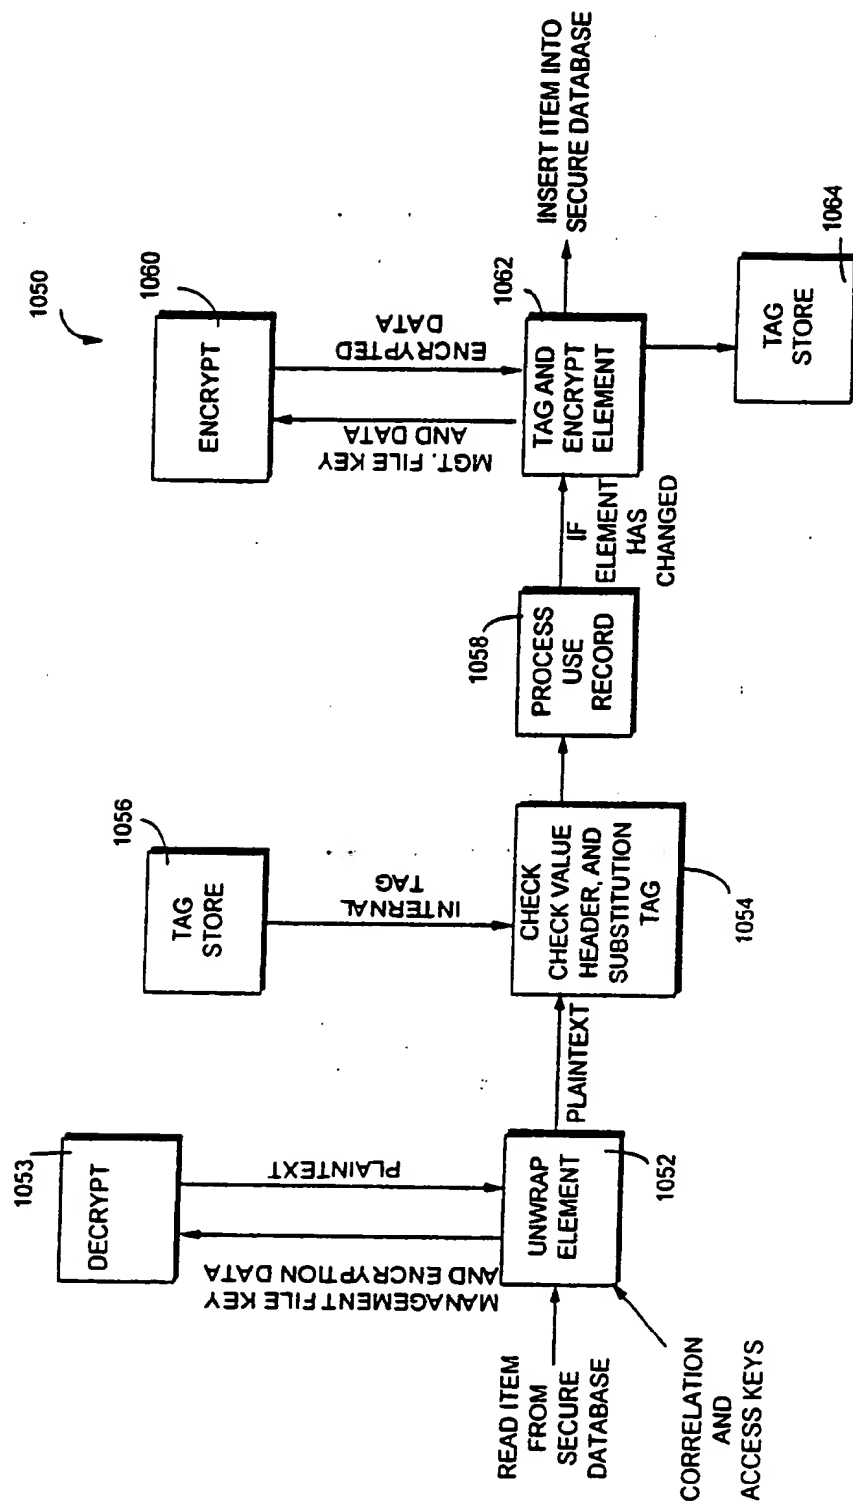 1050
1053
DECRYPT
MANAGEMENT FILE KEY
AND ENCRYPTION DATA
PLAINTEXT
READ ITEM
FROM
SECURE
DATABASE
CORRELATION
AND
ACCESS KEYS
UNWRAP
ELEMENT
1052
PLAINTEXT
1056
TAG
STORE
INTERNAL
TAG
CHECK
CHECK VALUE
HEADER, AND
SUBSTITUTION
TAG
1054
1058
PROCESS
USE
RECORD
IF
ELEMENT
HAS
CHANGED
1060
ENCRYPT
MGT. FILE KEY
AND DATA
ENCRYPTED
DATA
1062
TAG AND
ENCRYPT
ELEMENT
INSERT ITEM INTO
SECURE DATABASE
1064
TAG
STORE